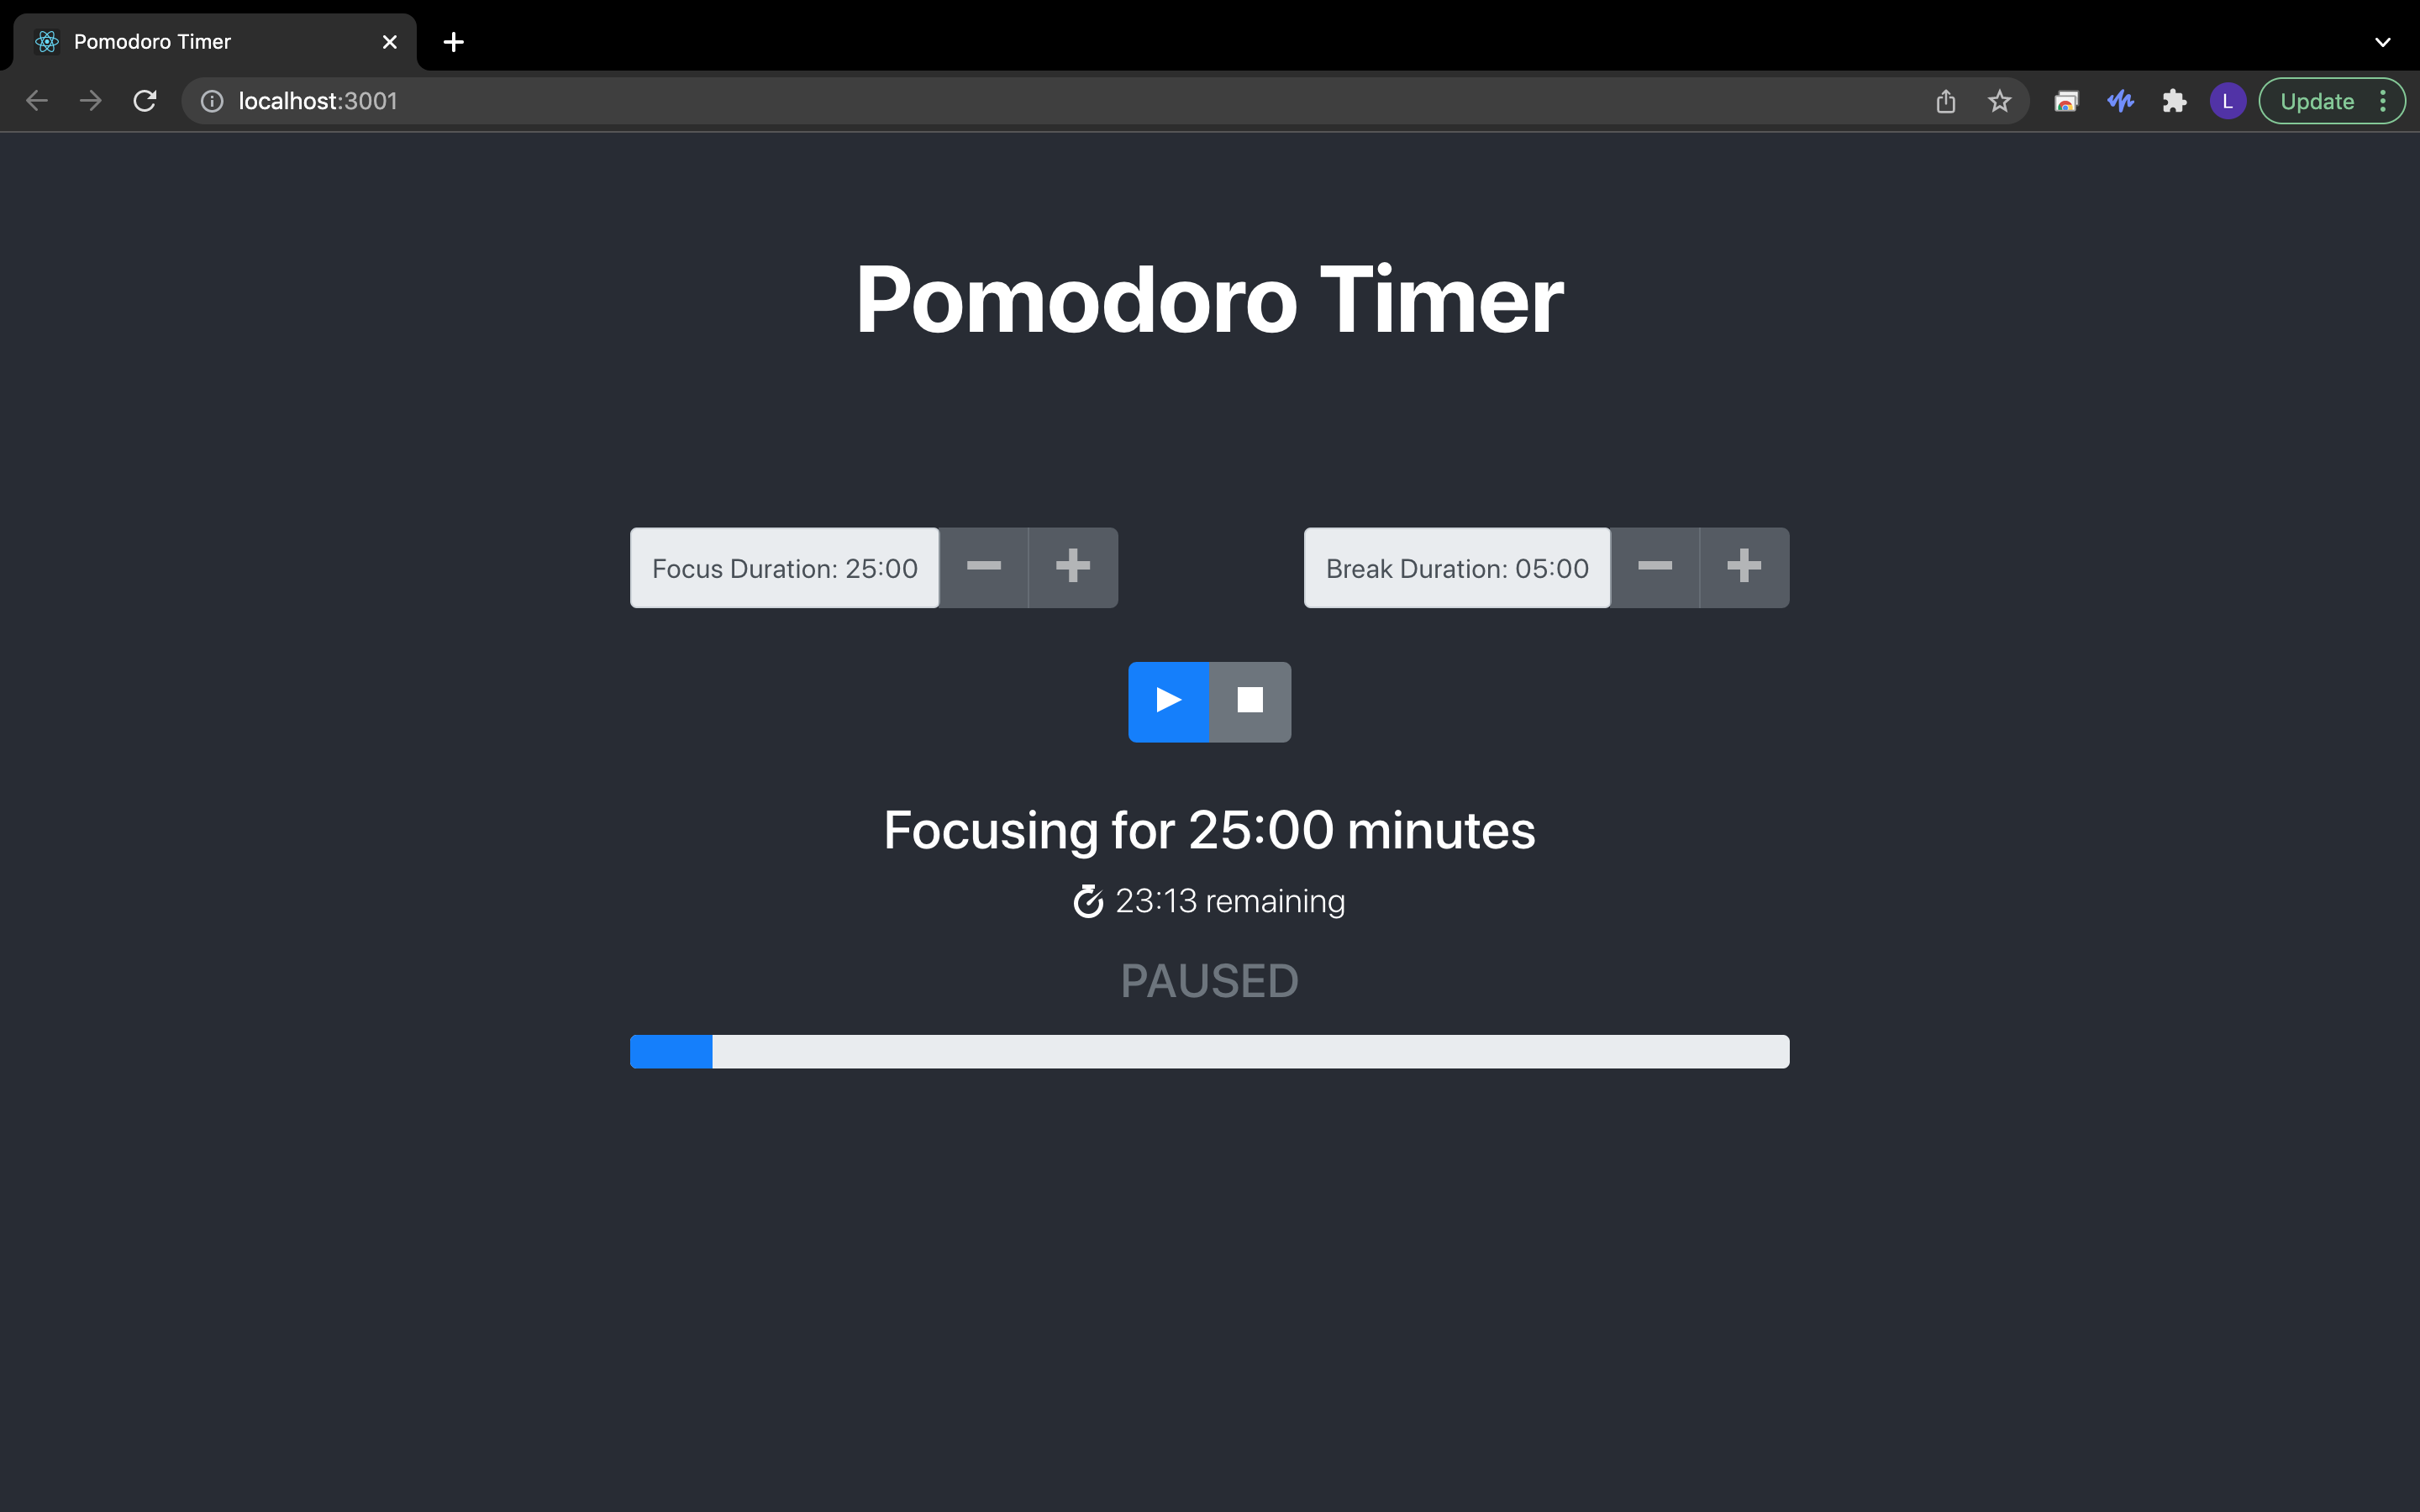 Pomodoro Timer
localhost:3001
L
Update
Pomodoro Timer
Focus Duration: 25:00
Break Duration: 05:00
Focusing for 25:00 minutes
23:13 remaining
PAUSED